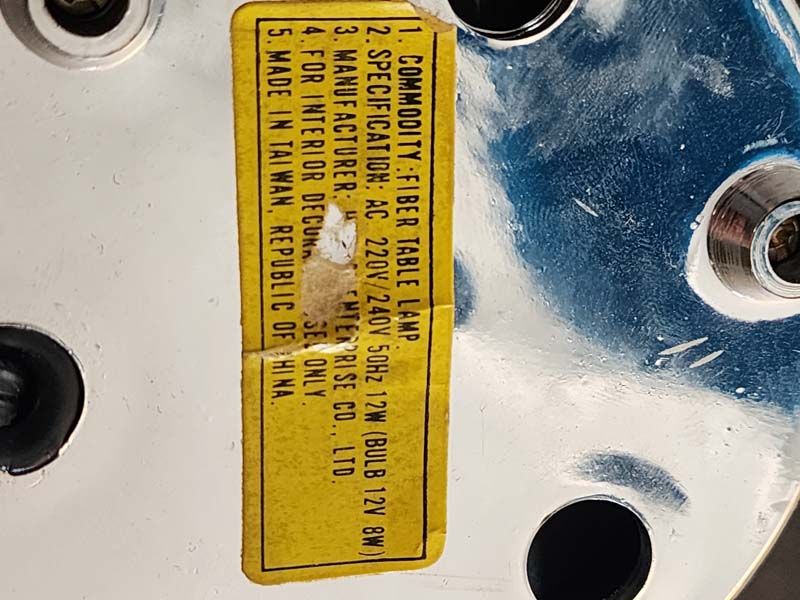 1. COMMODITY: FIBER TABLE LAMP.
2. SPECIFICATION: AC 220V/240V 50Hz 12W (BULB 12V 8W)
3. MANUFACTURER: ENTERPRISE CO., LTD.
4. FOR INTERIOR ONLY.
5. MADE IN TAIWAN, REPUBLIC OF CHINA.